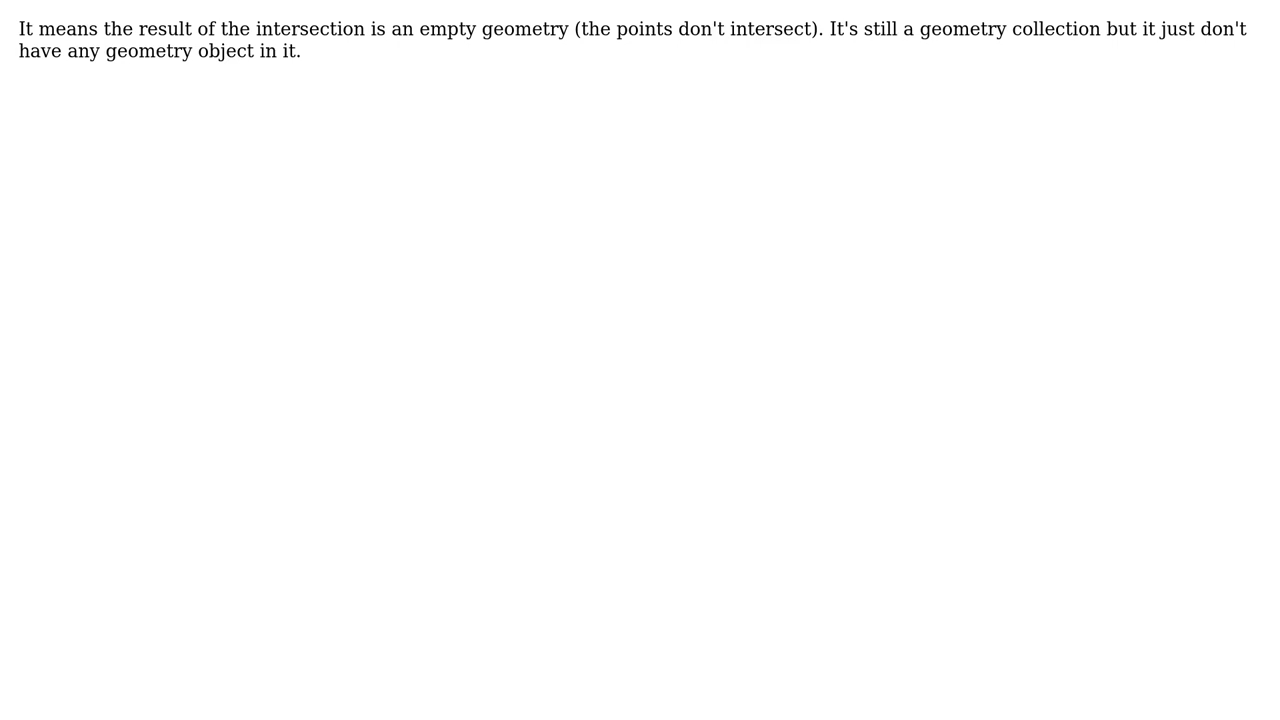 It means the result of the intersection is an empty geometry (the points don't intersect). It's still a geometry collection but it just don't
have any geometry object in it.